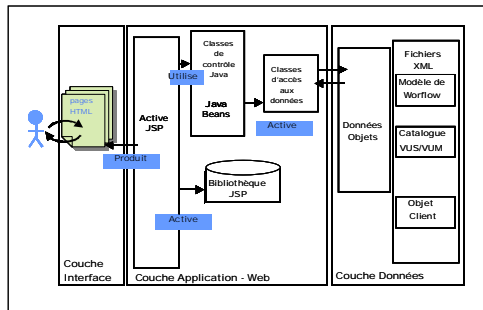 pages
HTML
Produit
Couche
Interface
Active
JSP
Utilise
Classes
de
contrôle
Java
Java
Beans
Classes
d'accès
aux
données
Active
Bibliothèque
JSP
Active
Couche Application - Web
Données
Objets
Fichiers
XML
Modèle de
Worflow
Catalogue
VUS/VUM
Objet
Client
Couche Données